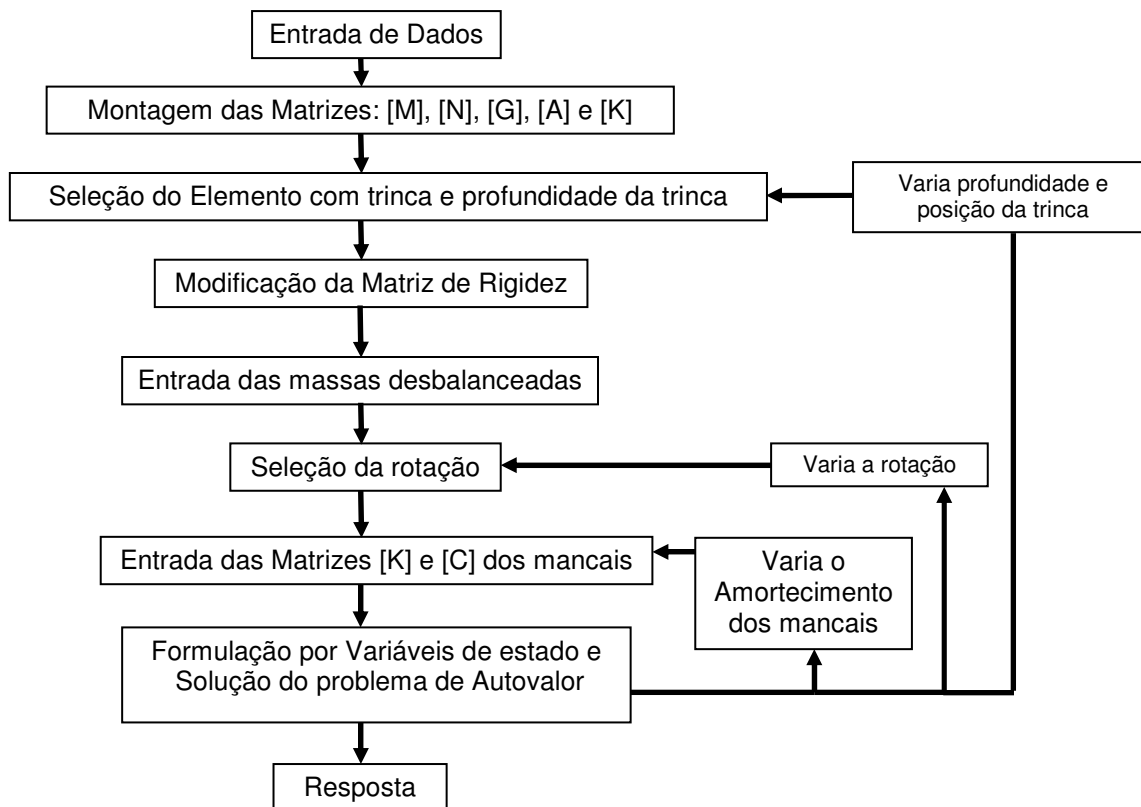 Entrada de Dados
Montagem das Matrizes: [M], [N], [G], [A] e [K]
Seleção do Elemento com trinca e profundidade da trinca
Varia profundidade e
posição da trinca
Modificação da Matriz de Rigidez
Entrada das massas desbalanceadas
Seleção da rotação
Varia a rotação
Entrada das Matrizes [K] e [C] dos mancais
Varia o
Amortecimento
dos mancais
Formulação por Variáveis de estado e
Solução do problema de Autovalor
Resposta